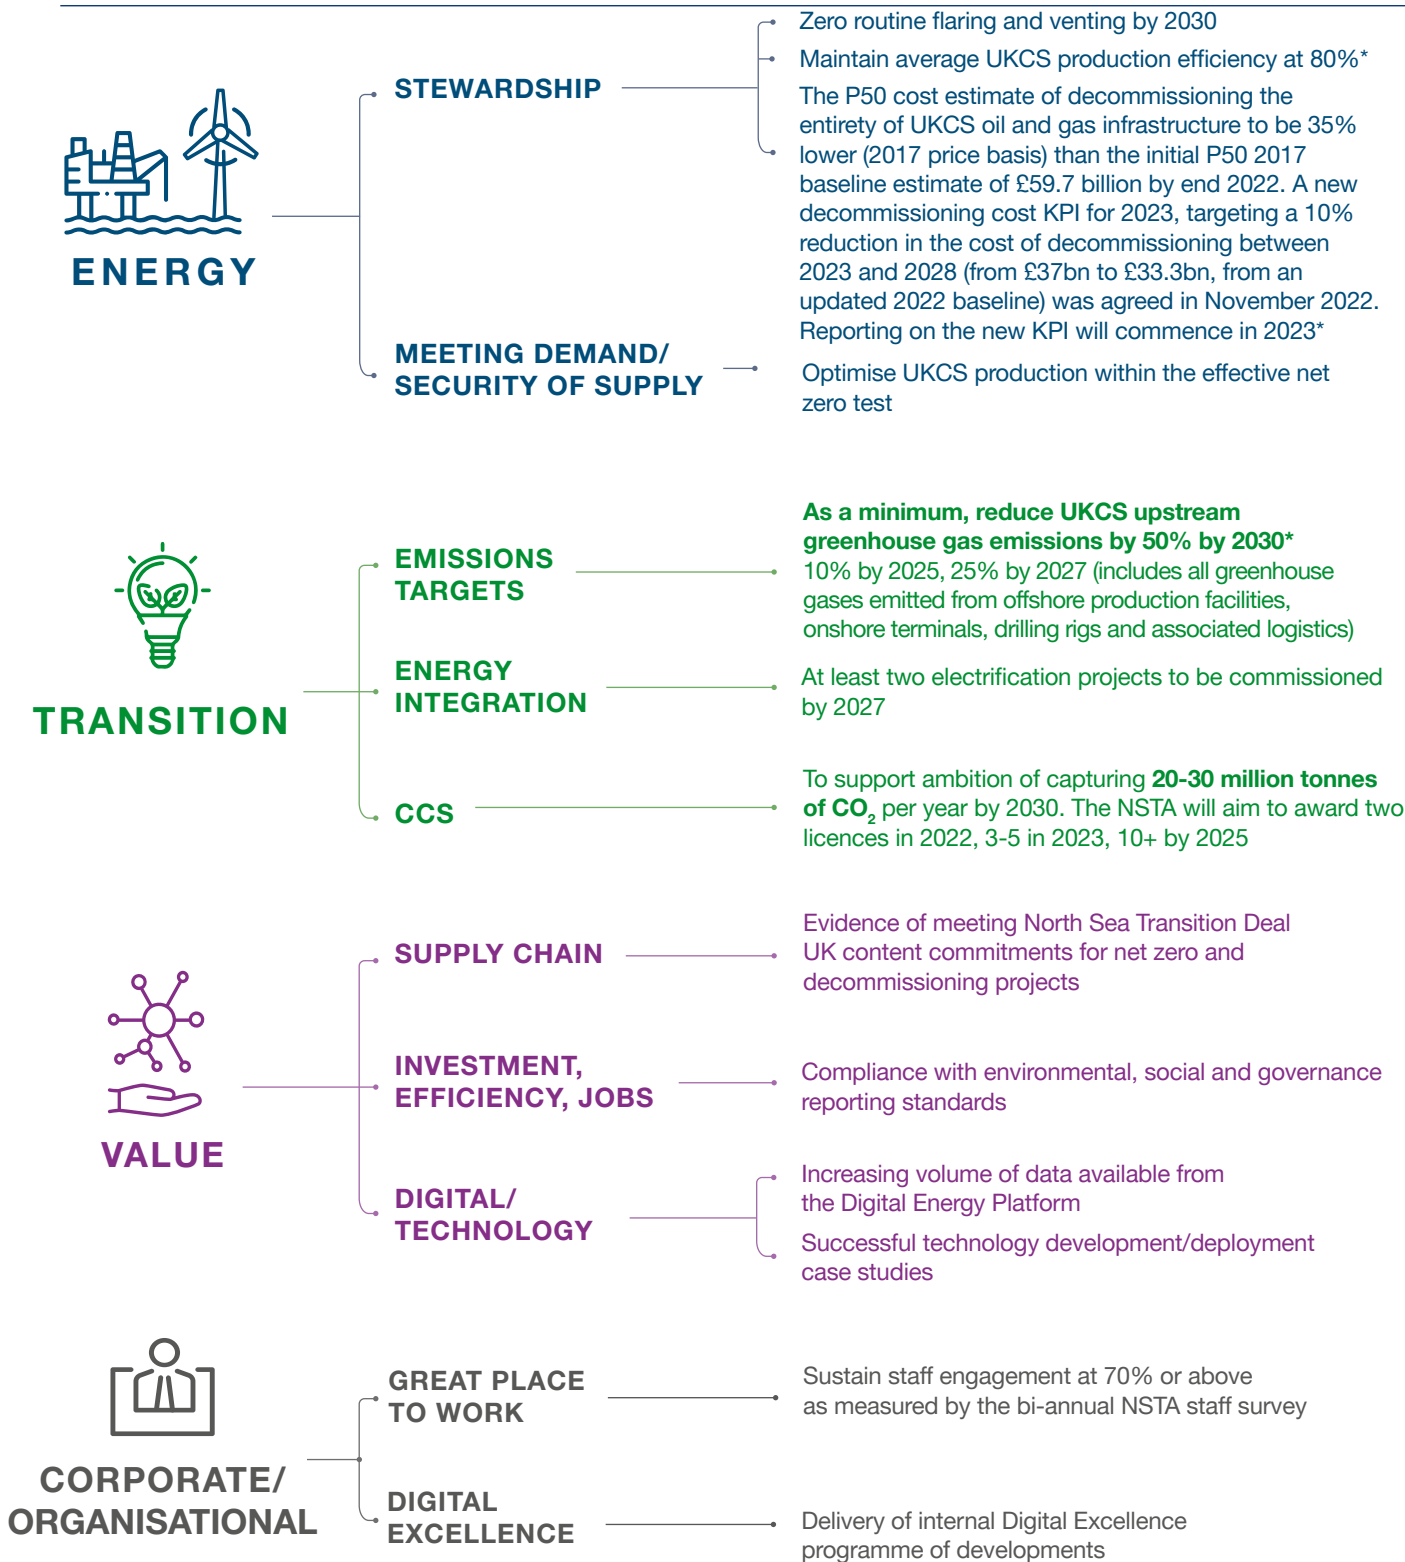 ENERGY
STEWARDSHIP
Zero routine flaring and venting by 2030
Maintain average UKCS production efficiency at 80%*
The P50 cost estimate of decommissioning the
entirety of UKCS oil and gas infrastructure to be 35%
lower (2017 price basis) than the initial P50 2017
baseline estimate of £59.7 billion by end 2022. A new
decommissioning cost KPI for 2023, targeting a 10%
reduction in the cost of decommissioning between
2023 and 2028 (from £37bn to £33.3bn, from an
updated 2022 baseline) was agreed in November 2022.
Reporting on the new KPI will commence in 2023*
MEETING DEMAND/
SECURITY OF SUPPLY
Optimise UKCS production within the effective net
zero test
TRANSITION
EMISSIONS
TARGETS
As a minimum, reduce UKCS upstream
greenhouse gas emissions by 50% by 2030*
10% by 2025, 25% by 2027 (includes all greenhouse
gases emitted from offshore production facilities,
onshore terminals, drilling rigs and associated logistics)
ENERGY
INTEGRATION
At least two electrification projects to be commissioned
by 2027
CCS
To support ambition of capturing 20-30 million tonnes
of CO₂ per year by 2030. The NSTA will aim to award two
licences in 2022, 3-5 in 2023, 10+ by 2025
VALUE
SUPPLY CHAIN
Evidence of meeting North Sea Transition Deal
UK content commitments for net zero and
decommissioning projects
INVESTMENT,
EFFICIENCY, JOBS
Compliance with environmental, social and governance
reporting standards
DIGITAL/
TECHNOLOGY
Increasing volume of data available from
the Digital Energy Platform
Successful technology development/deployment
case studies
CORPORATE/
ORGANISATIONAL
GREAT PLACE
TO WORK
Sustain staff engagement at 70% or above
as measured by the bi-annual NSTA staff survey
DIGITAL
EXCELLENCE
Delivery of internal Digital Excellence
programme of developments